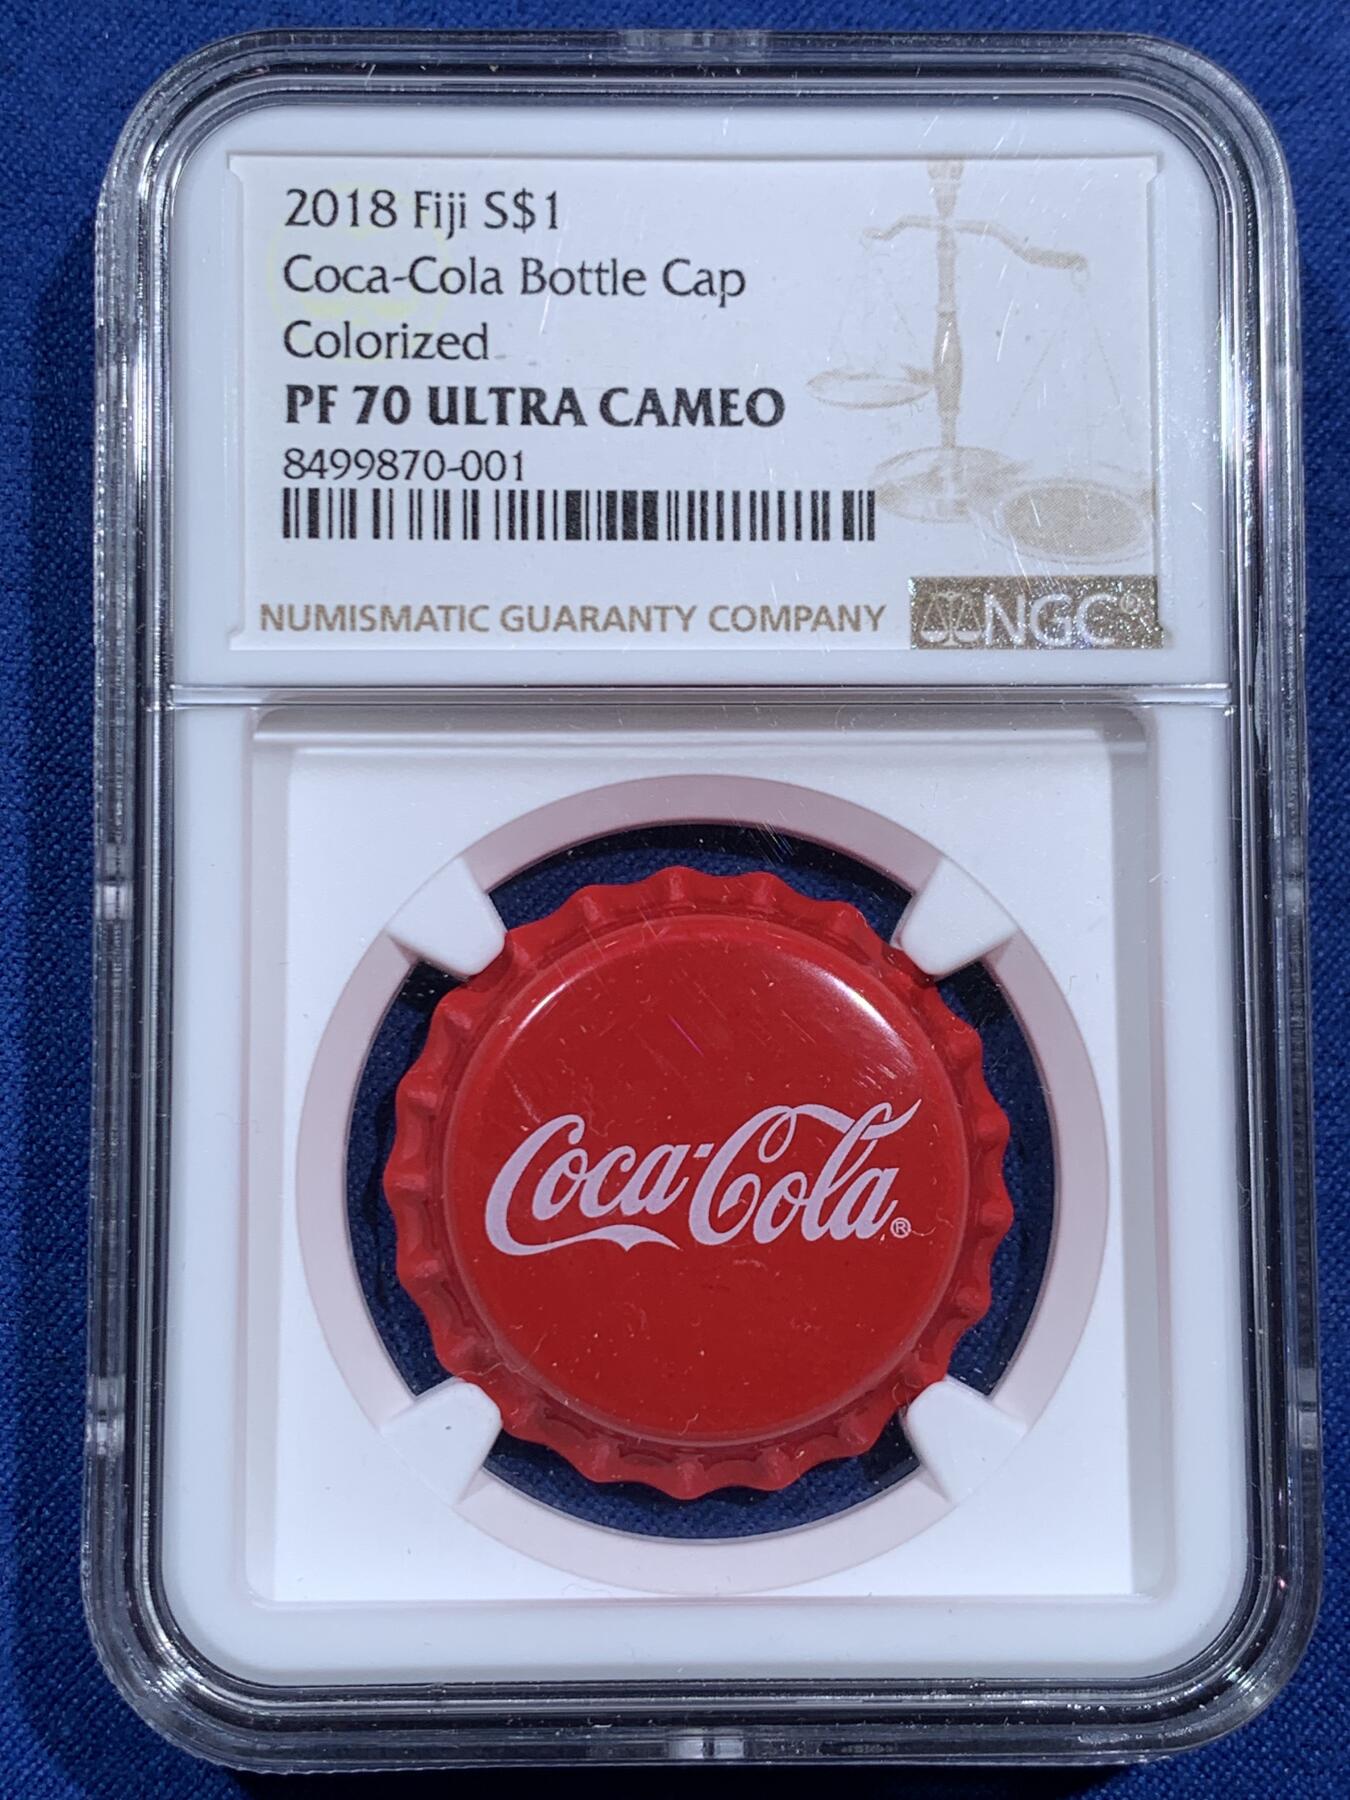 2018 Fiji S$1
Coca-Cola Bottle Cap
Colorized
PF 70 ULTRA CAMEO
8499870-001
NUMISMATIC GUARANTY COMPANY
NGC®
Coca-Cola®